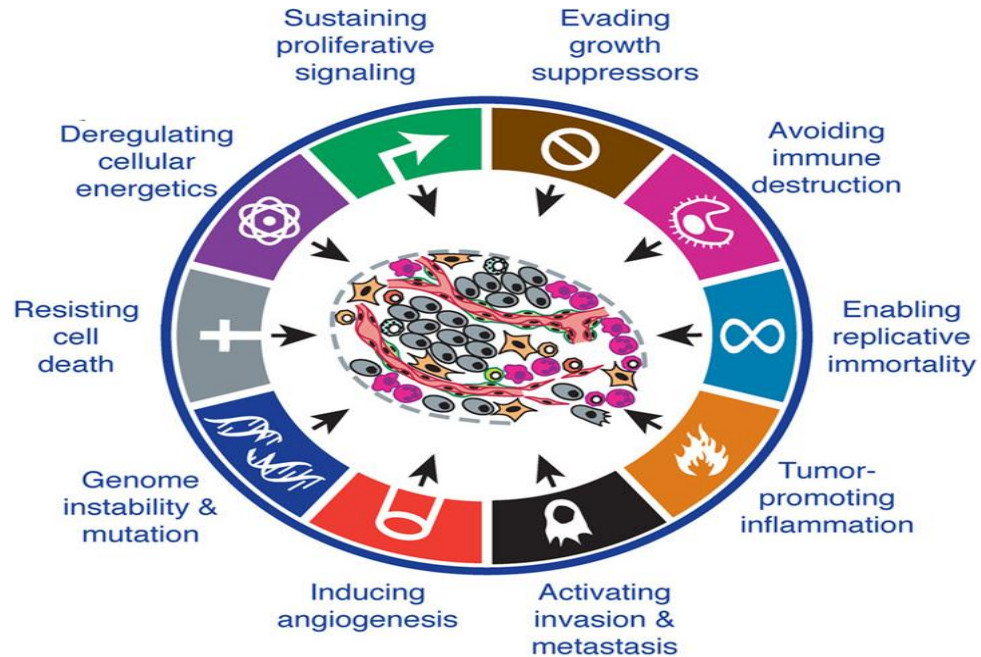 Sustaining
proliferative
signaling
Evading
growth
suppressors
Avoiding
immune
destruction
Enabling
replicative
immortality
Tumor-
promoting
inflammation
Activating
invasion &
metastasis
Inducing
angiogenesis
Genome
instability &
mutation
Resisting
cell
death
Deregulating
cellular
energetics